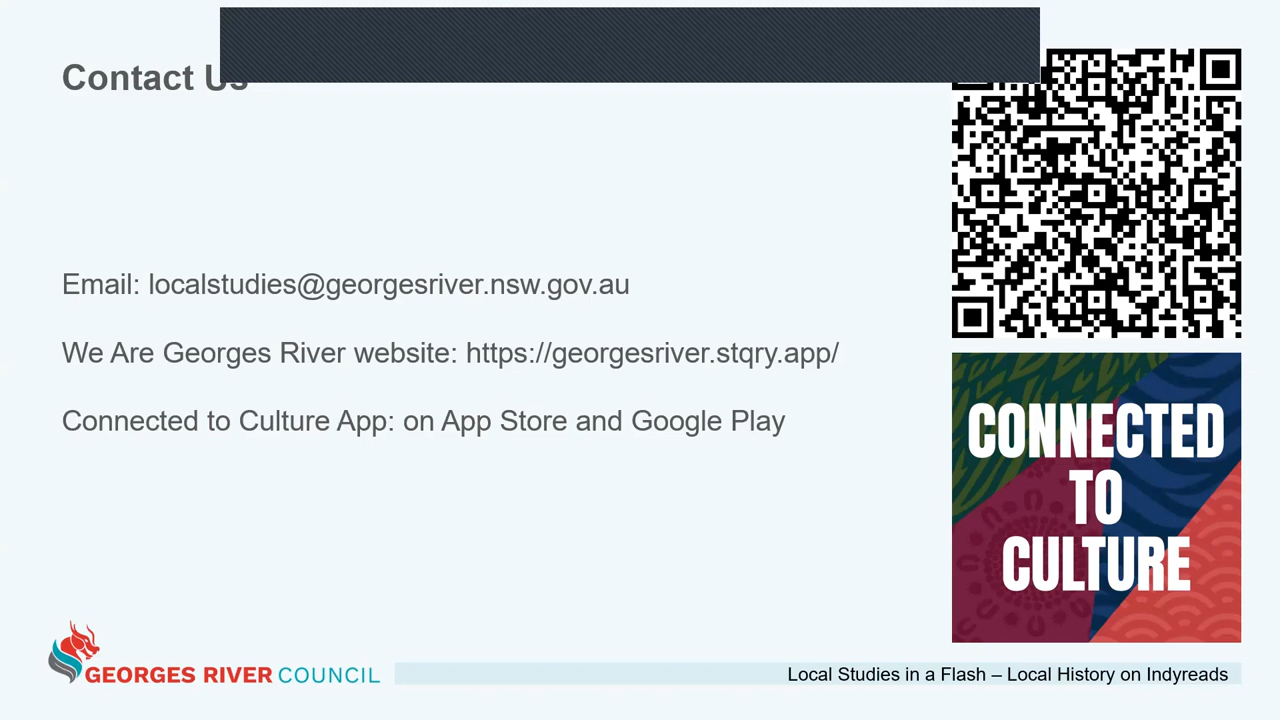 Contact Us
Email: localstudies@georgesriver.nsw.gov.au
We Are Georges River website: https://georgesriver.stqry.app/
Connected to Culture App: on App Store and Google Play
CONNECTED
TO
CULTURE
GEORGES RIVER COUNCIL
Local Studies in a Flash – Local History on Indyreads